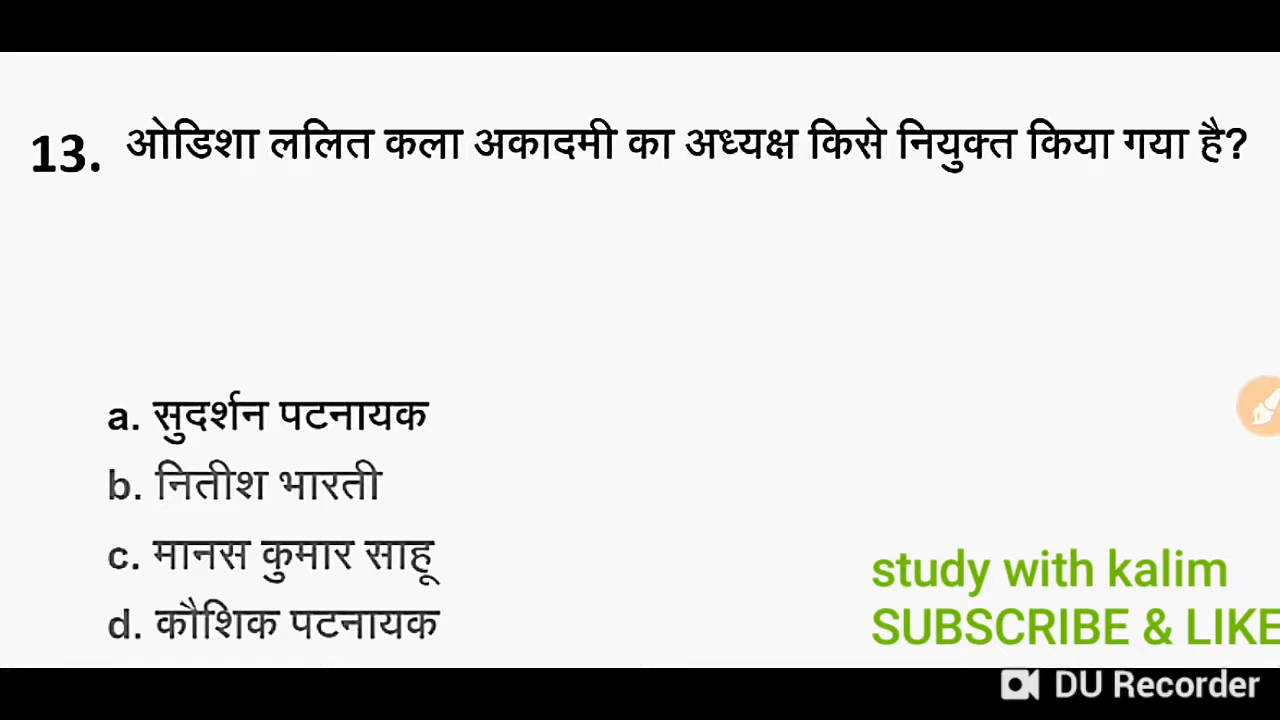 13. ओडिशा ललित कला अकादमी का अध्यक्ष किसे नियुक्त किया गया है?
a. सुदर्शन पटनायक
b. नितीश भारती
c. मानस कुमार साहू
d. कौशिक पटनायक
study with kalim
SUBSCRIBE & LIKE
DU Recorder